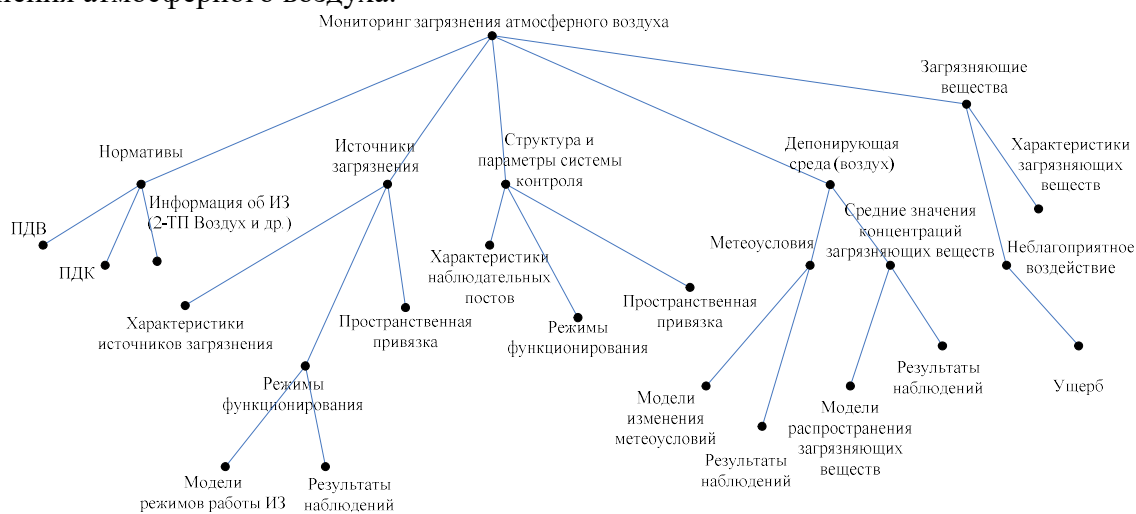 нения атмосферного воздуха.
Мониторинг загрязнения атмосферного воздуха
Загрязняющие
вещества
Нормативы
Источники
загрязнения
Структура и
параметры системы
контроля
Депонирующая
среда (воздух)
Характеристики
загрязняющих
веществ
ПДВ
ПДК
Информация об ИЗ
(2-ТП Воздух и др.)
Характеристики
источников загрязнения
Пространственная
привязка
Характеристики
наблюдательных
постов
Режимы
функционирования
Пространственная
привязка
Метеоусловия
Средние значения
концентраций
загрязняющих веществ
Неблагоприятное
воздействие
Режимы
функционирования
Модели
изменения
метеоусловий
Результаты
наблюдений
Модели
распространения
загрязняющих
веществ
Результаты
наблюдений
Ущерб
Модели
режимов работы ИЗ
Результаты
наблюдений